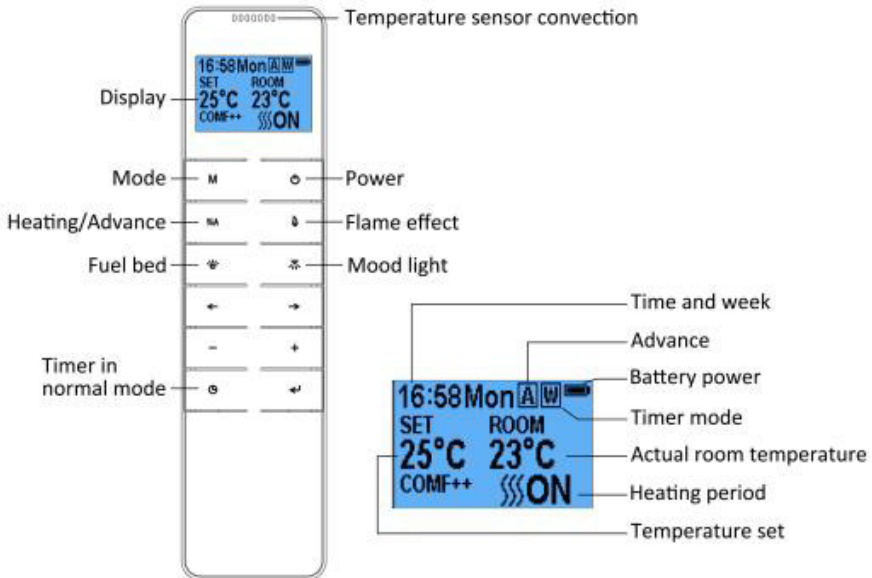 Temperature sensor convection
16:58Mon A W
SET ROOM
25°C 23°C
COMF++ ON
Display
Mode
M
Power
Heating/Advance
Flame effect
Fuel bed
Mood light
← →
− +
Timer in
normal mode
Time and week
Advance
Battery power
16:58Mon A W
Timer mode
SET ROOM
25°C 23°C
Actual room temperature
COMF++ ON
Heating period
Temperature set